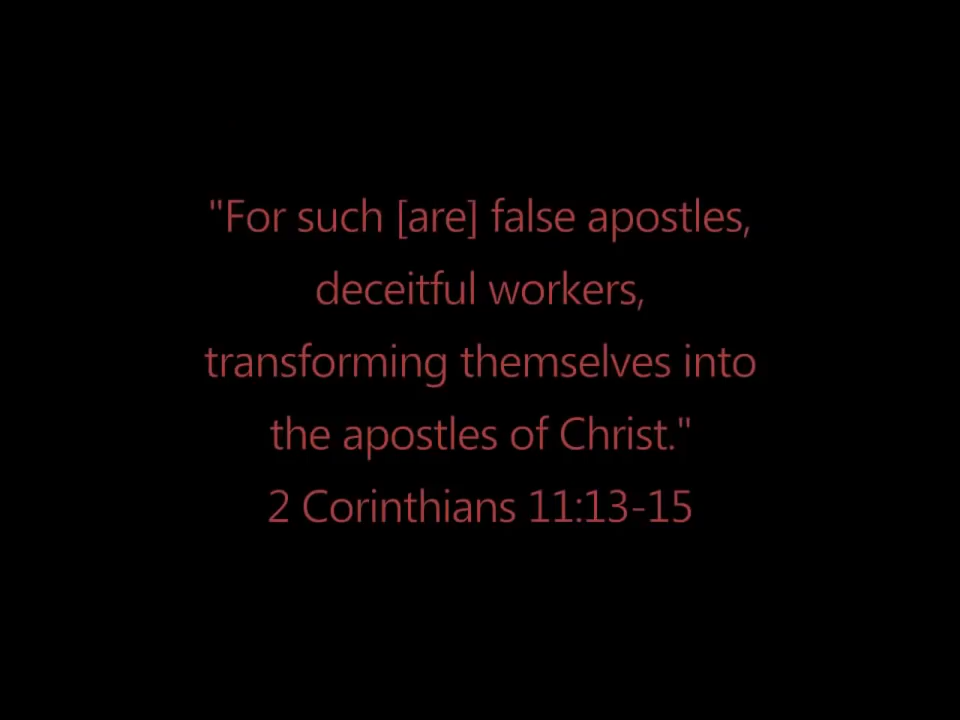 "For such [are] false apostles,
deceitful workers,
transforming themselves into
the apostles of Christ."
2 Corinthians 11:13-15